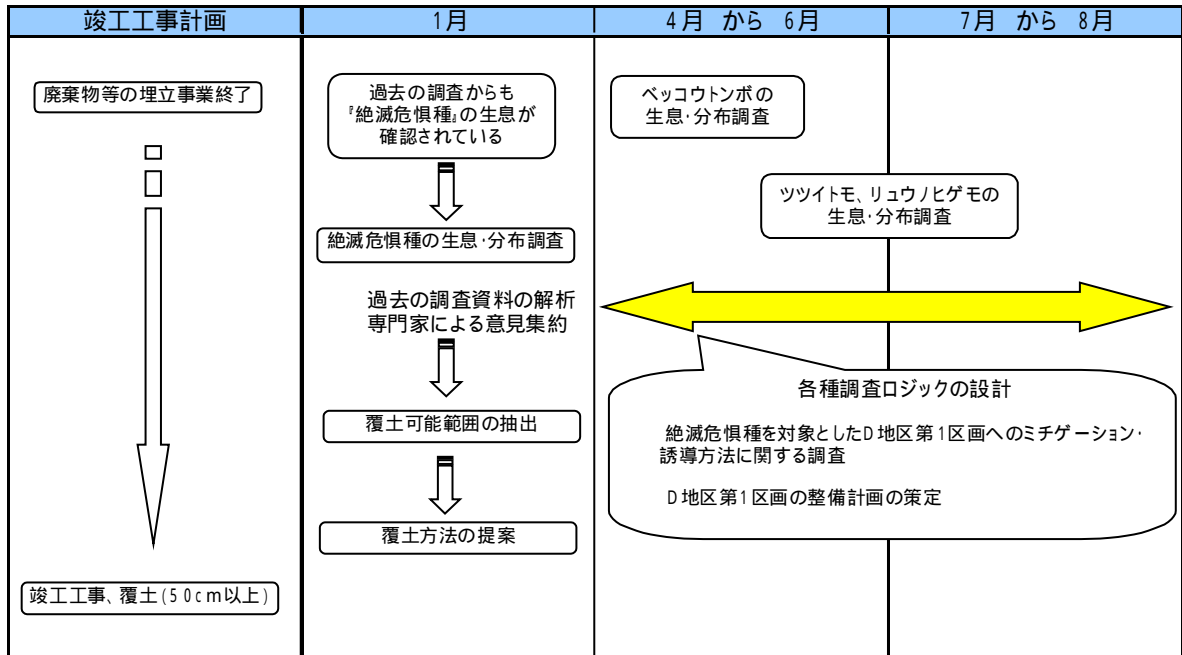 竣工工事計画
1月
4月 から 6月
7月 から 8月
廃棄物等の埋立事業終了
竣工工事、覆土(50cm以上)
過去の調査からも
『絶滅危惧種』の生息が
確認されている
絶滅危惧種の生息・分布調査
過去の調査資料の解析
専門家による意見集約
覆土可能範囲の抽出
覆土方法の提案
ベッコウトンボの
生息・分布調査
ツツイトモ、リュウノヒゲモの
生息・分布調査
各種調査ロジックの設計
絶滅危惧種を対象としたD地区第1区画へのミチゲーション・
誘導方法に関する調査
D地区第1区画の整備計画の策定